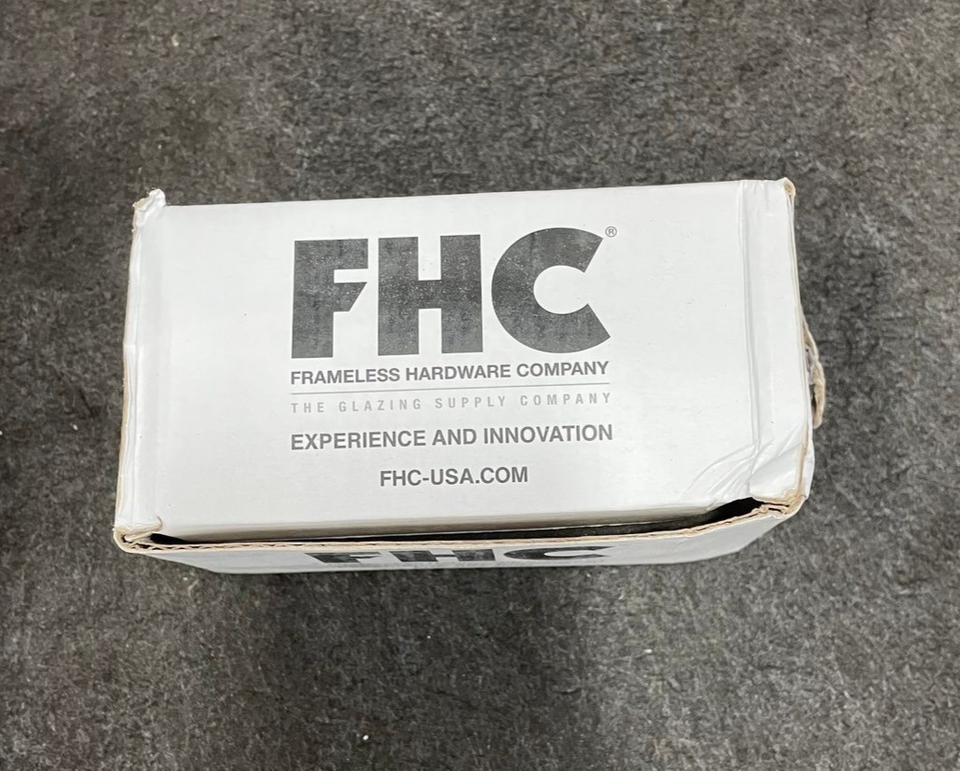 FHC®
FRAMELESS HARDWARE COMPANY
THE GLAZING SUPPLY COMPANY
EXPERIENCE AND INNOVATION
FHC-USA.COM
FHC